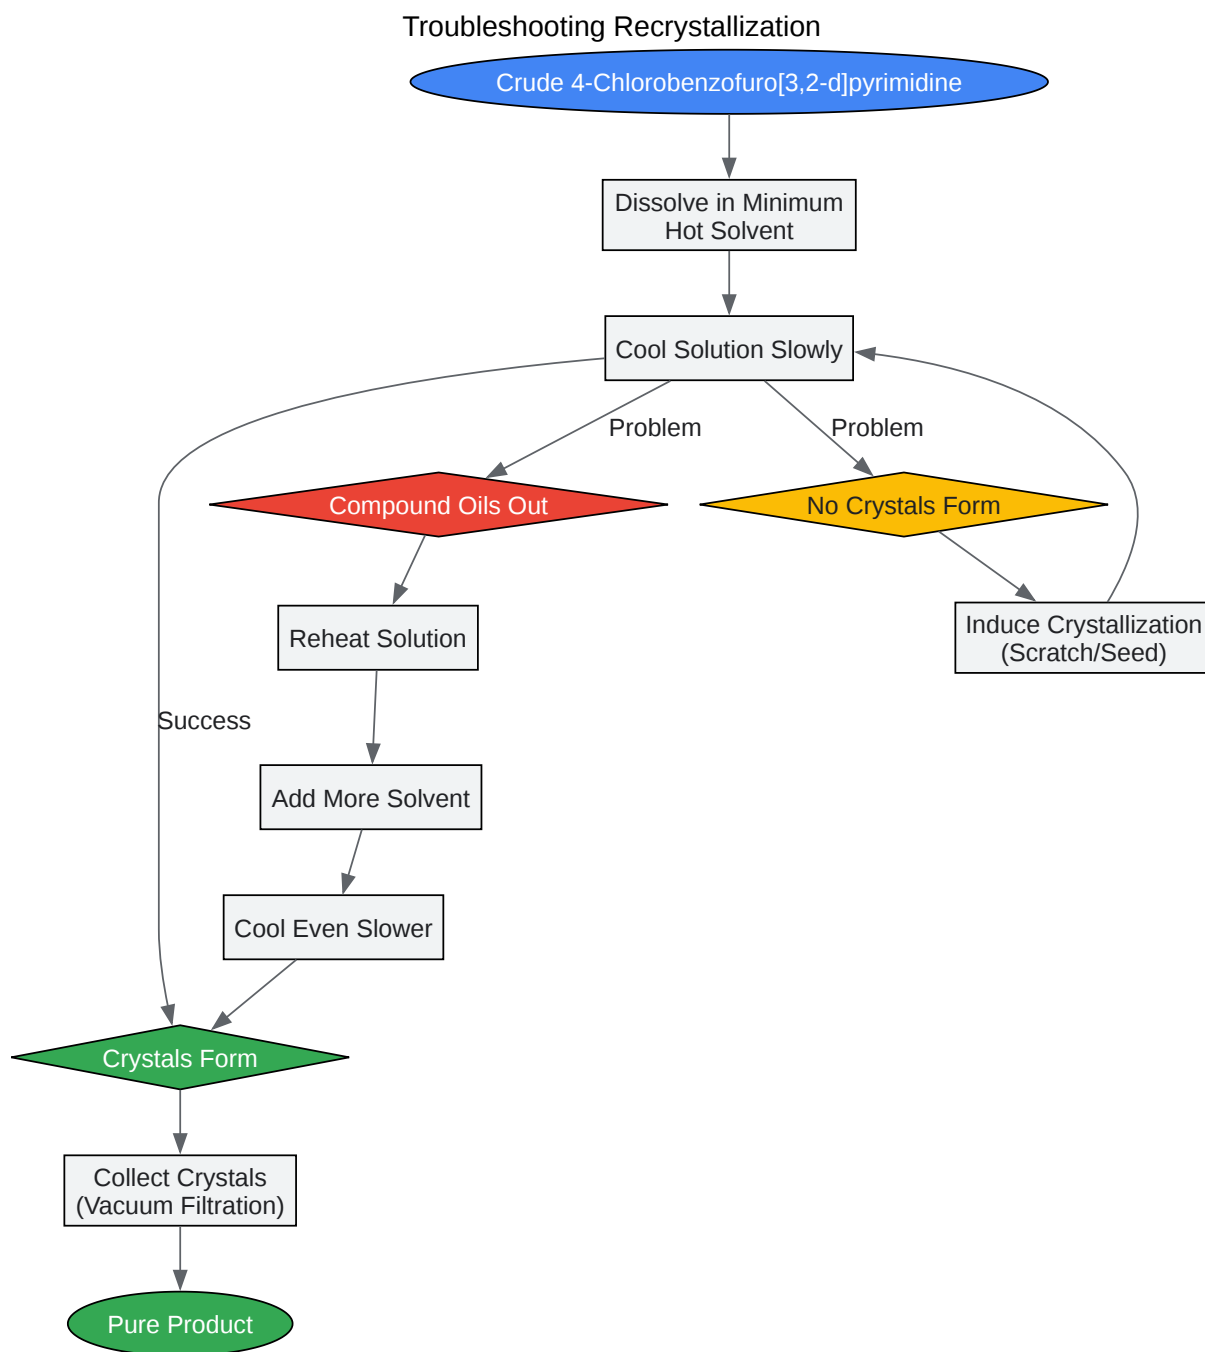 Troubleshooting Recrystallization
Crude 4-Chlorobenzofuro[3,2-d]pyrimidine
Dissolve in Minimum
Hot Solvent
Cool Solution Slowly
Problem
Problem
Compound Oils Out
No Crystals Form
Reheat Solution
Induce Crystallization
(Scratch/Seed)
Success
Add More Solvent
Cool Even Slower
Crystals Form
Collect Crystals
(Vacuum Filtration)
Pure Product